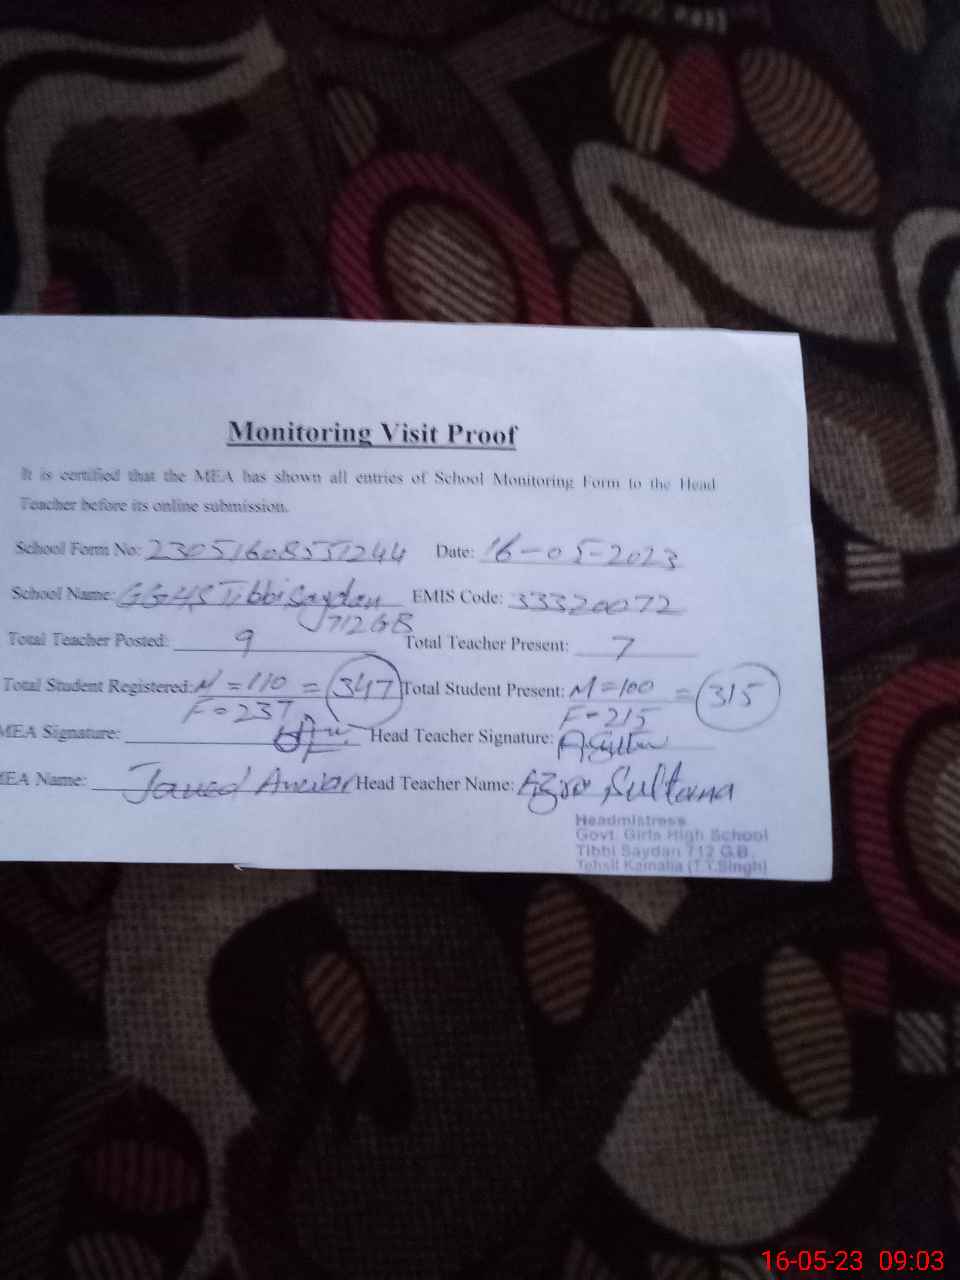 Monitoring Visit Proof
It is certified that the MEA has shown all entries of School Monitoring Form to the Head
Teacher before its online submission.
School Form No: 23051608551244 Date: 16-05-2023
School Name: GGHS Tibbi Saydan EMIS Code: 33320072
712GB
Total Teacher Posted: 9 Total Teacher Present: 7
Total Student Registered: M = 110 = 347 Total Student Present: M = 100 = 315
F = 237 F = 215
MEA Signature: Head Teacher Signature: ASultan
EA Name: Javed Head Teacher Name: Azra Sultana
Headmistress
Govt. Girls High School
Tibbi Saydan 712 G.B.
Tehsil Kamalia (T.T.Singh)
16-05-23 09:03